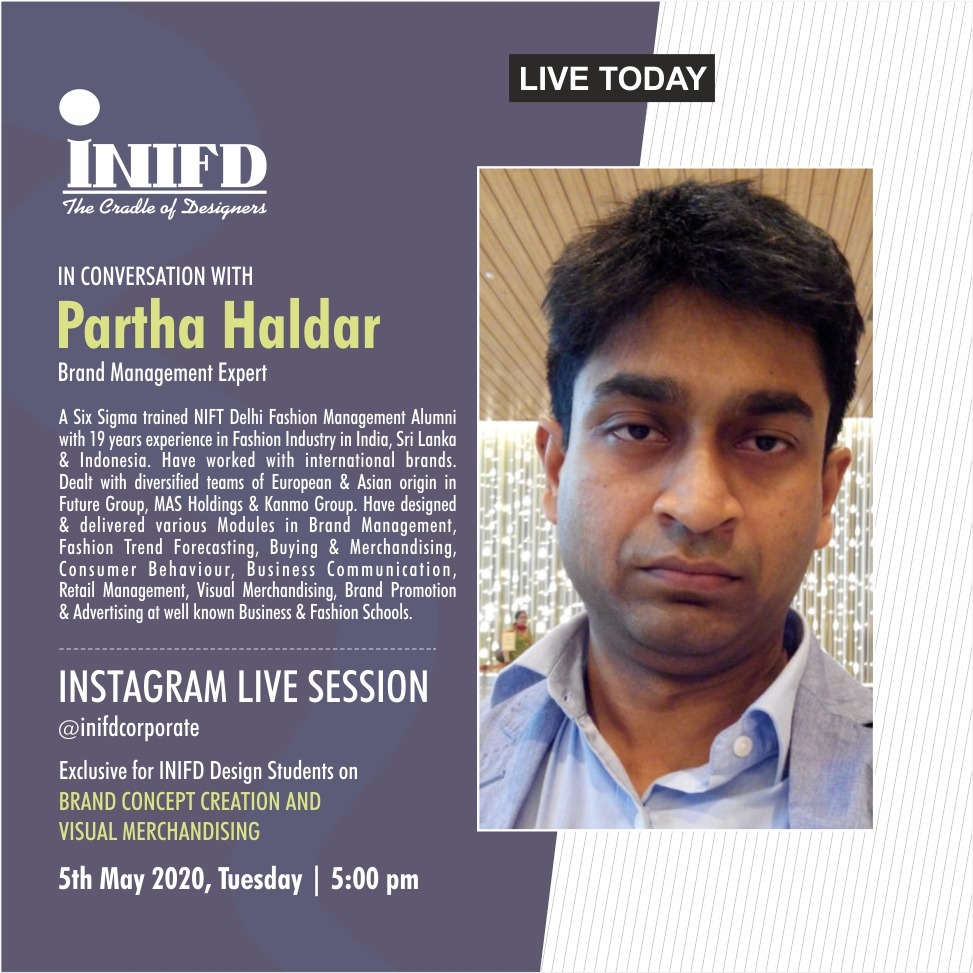 LIVE TODAY
iNIFD
The Cradle of Designers
IN CONVERSATION WITH
Partha Haldar
Brand Management Expert
A Six Sigma trained NIFT Delhi Fashion Management Alumni
with 19 years experience in Fashion Industry in India, Sri Lanka
& Indonesia. Have worked with international brands.
Dealt with diversified teams of European & Asian origin in
Future Group, MAS Holdings & Kanmo Group. Have designed
& delivered various Modules in Brand Management,
Fashion Trend Forecasting, Buying & Merchandising,
Consumer Behaviour, Business Communication,
Retail Management, Visual Merchandising, Brand Promotion
& Advertising at well known Business & Fashion Schools.
INSTAGRAM LIVE SESSION
@inifdcorporate
Exclusive for INIFD Design Students on
BRAND CONCEPT CREATION AND
VISUAL MERCHANDISING
5th May 2020, Tuesday | 5:00 pm